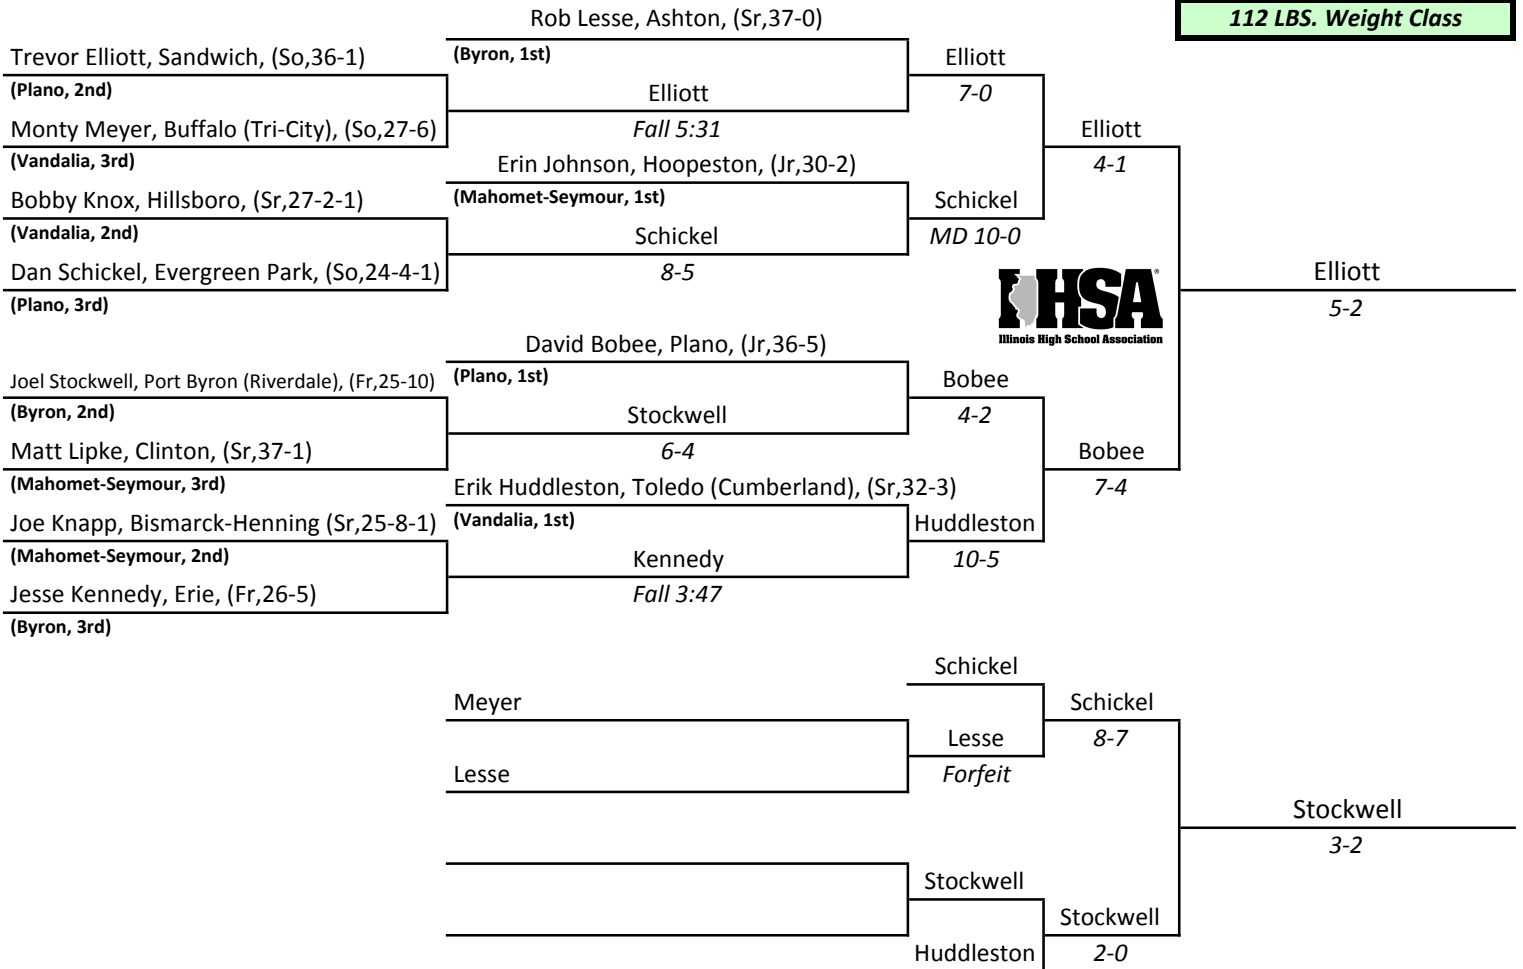 Rob Lesse, Ashton, (Sr,37-0)
112 LBS. Weight Class
Trevor Elliott, Sandwich, (So,36-1)
(Byron, 1st)
Elliott
(Plano, 2nd)
Elliott
7-0
Monty Meyer, Buffalo (Tri-City), (So,27-6)
Fall 5:31
Elliott
(Vandalia, 3rd)
Erin Johnson, Hoopeston, (Jr,30-2)
4-1
Bobby Knox, Hillsboro, (Sr,27-2-1)
(Mahomet-Seymour, 1st)
Schickel
(Vandalia, 2nd)
Schickel
MD 10-0
Dan Schickel, Evergreen Park, (So,24-4-1)
8-5
Elliott
(Plano, 3rd)
5-2
IHSA
Illinois High School Association
David Bobee, Plano, (Jr,36-5)
Joel Stockwell, Port Byron (Riverdale), (Fr,25-10)
(Plano, 1st)
Bobee
(Byron, 2nd)
Stockwell
4-2
Matt Lipke, Clinton, (Sr,37-1)
6-4
Bobee
(Mahomet-Seymour, 3rd)
Erik Huddleston, Toledo (Cumberland), (Sr,32-3)
7-4
Joe Knapp, Bismarck-Henning (Sr,25-8-1)
(Vandalia, 1st)
Huddleston
(Mahomet-Seymour, 2nd)
Kennedy
10-5
Jesse Kennedy, Erie, (Fr,26-5)
Fall 3:47
(Byron, 3rd)
Schickel
Meyer
Schickel
Lesse
8-7
Lesse
Forfeit
Stockwell
3-2
Stockwell
Stockwell
Huddleston
2-0